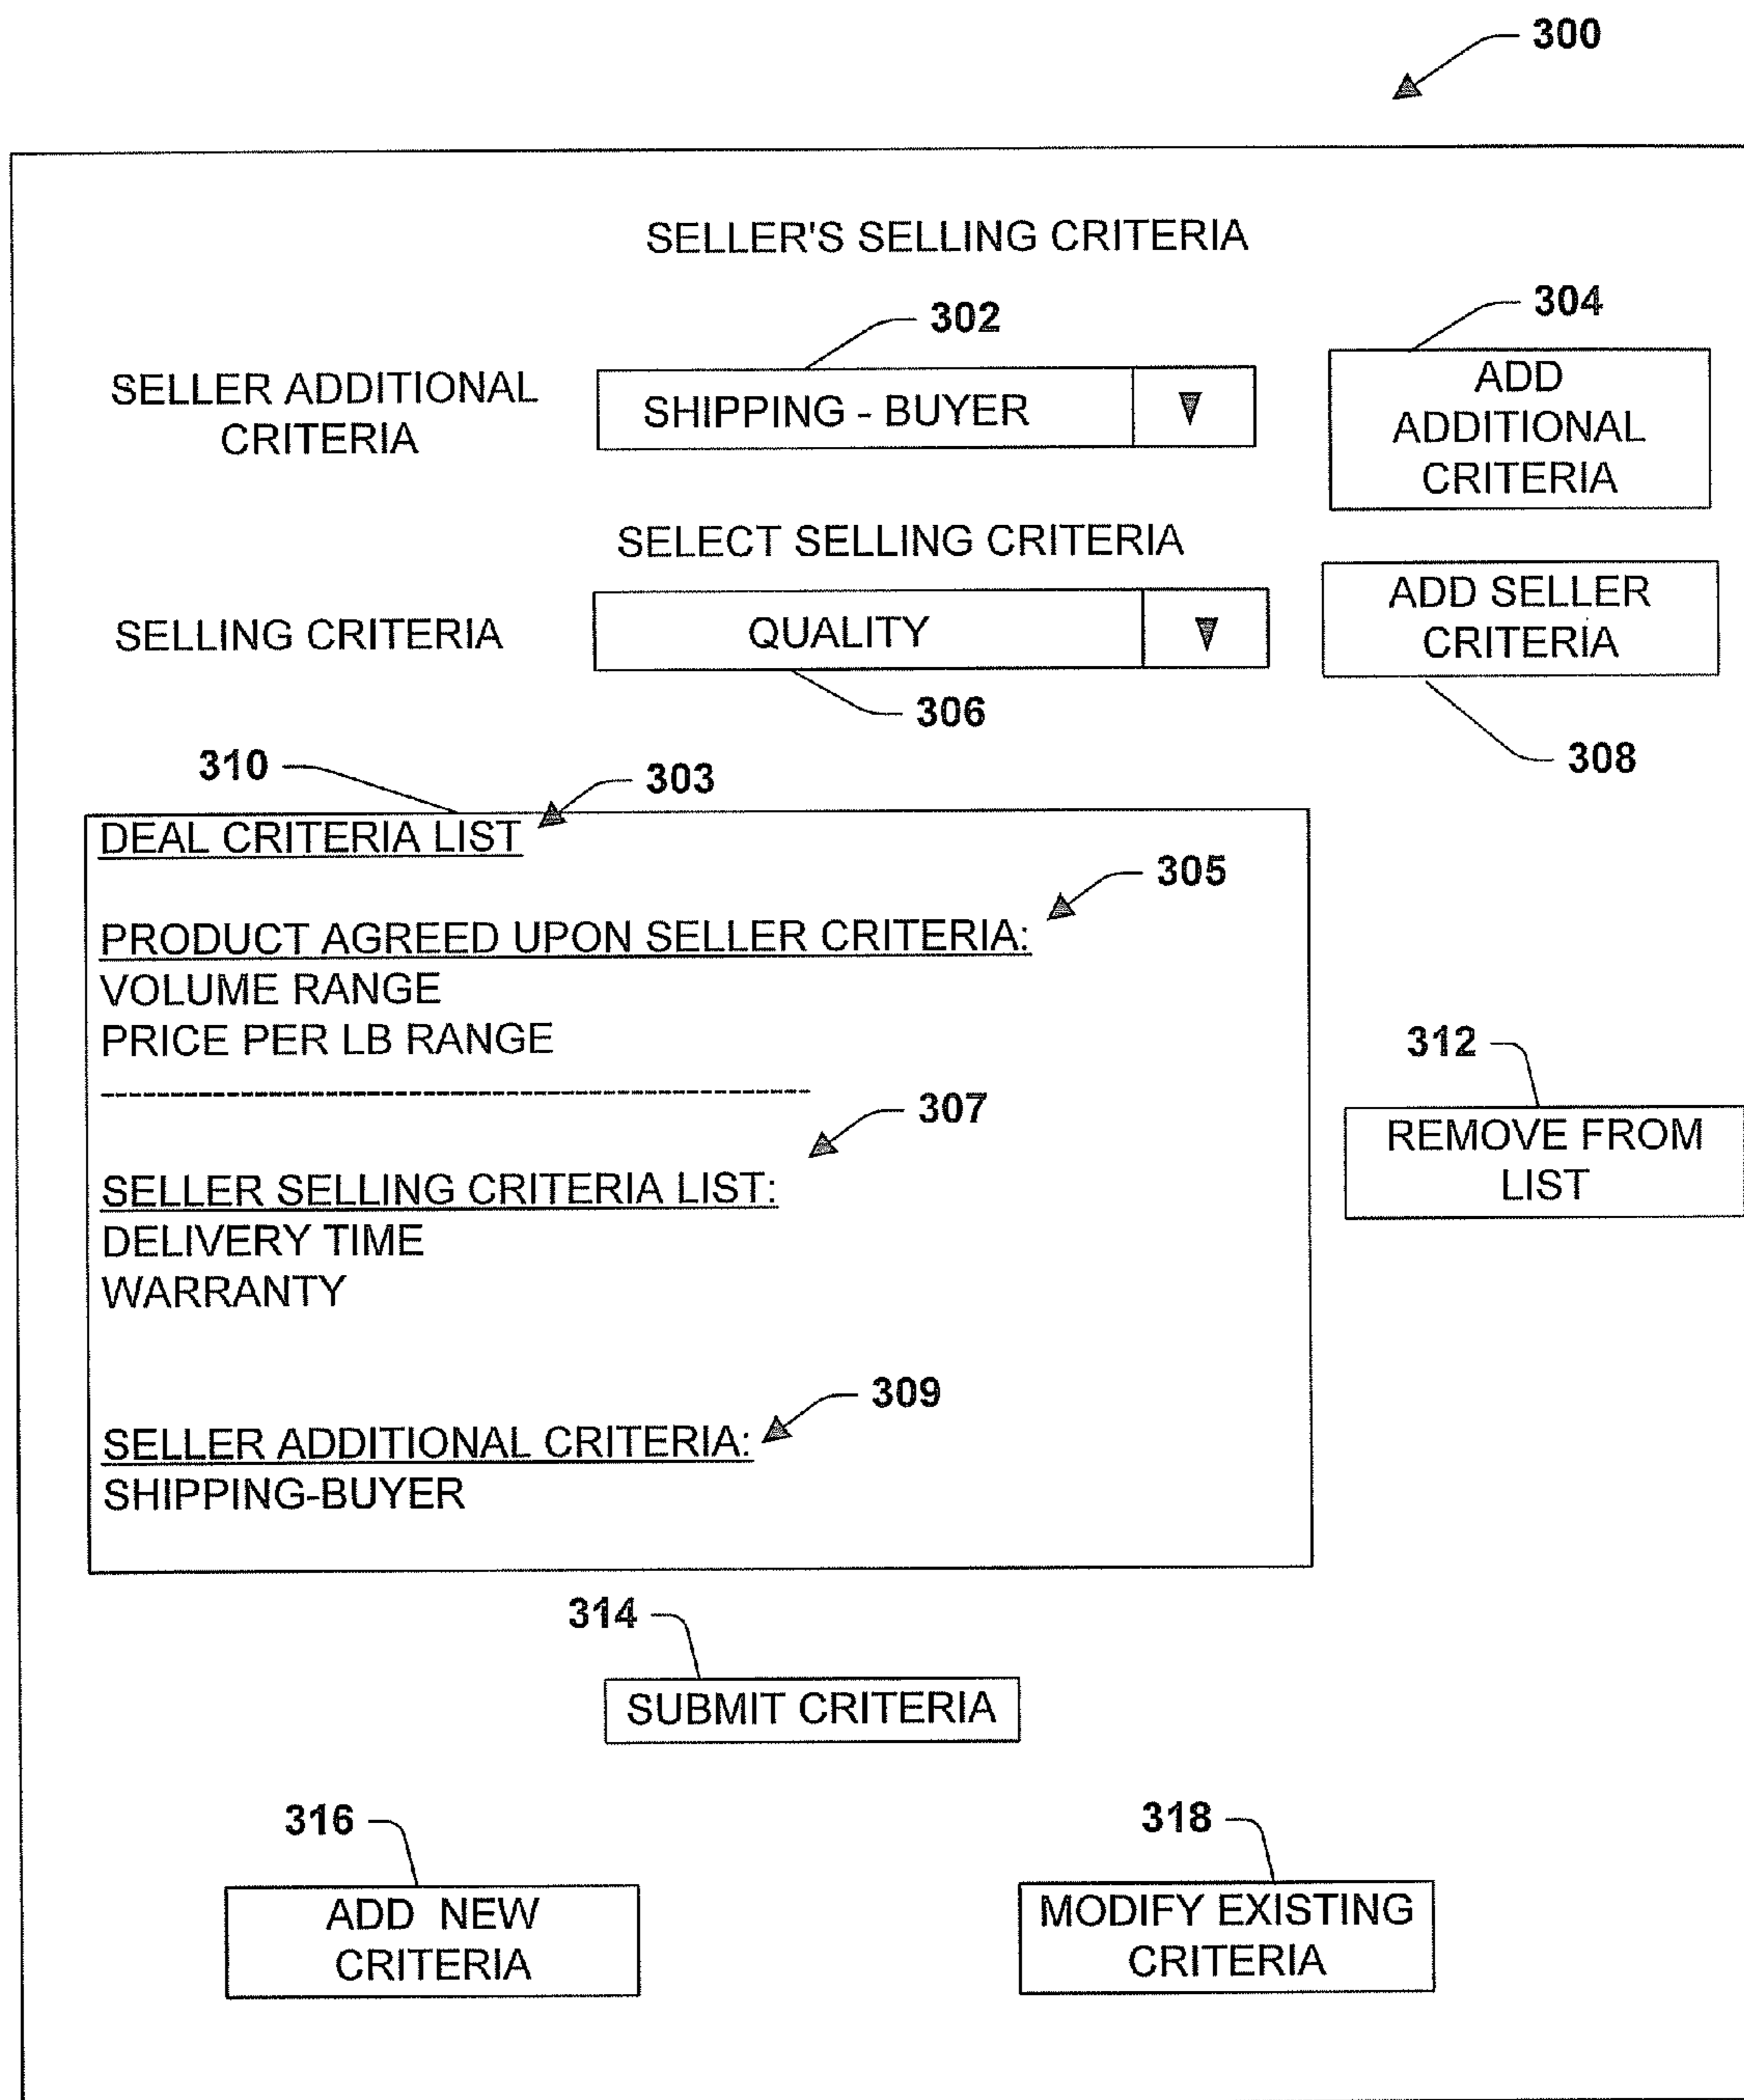 300
SELLER'S SELLING CRITERIA
302
304
SELLER ADDITIONAL
CRITERIA
SHIPPING - BUYER
ADD
ADDITIONAL
CRITERIA
SELECT SELLING CRITERIA
SELLING CRITERIA
QUALITY
ADD SELLER
CRITERIA
306
308
310
303
DEAL CRITERIA LIST
305
PRODUCT AGREED UPON SELLER CRITERIA:
VOLUME RANGE
PRICE PER LB RANGE
312
307
REMOVE FROM
LIST
SELLER SELLING CRITERIA LIST:
DELIVERY TIME
WARRANTY
309
SELLER ADDITIONAL CRITERIA:
SHIPPING-BUYER
314
SUBMIT CRITERIA
316
318
ADD NEW
CRITERIA
MODIFY EXISTING
CRITERIA